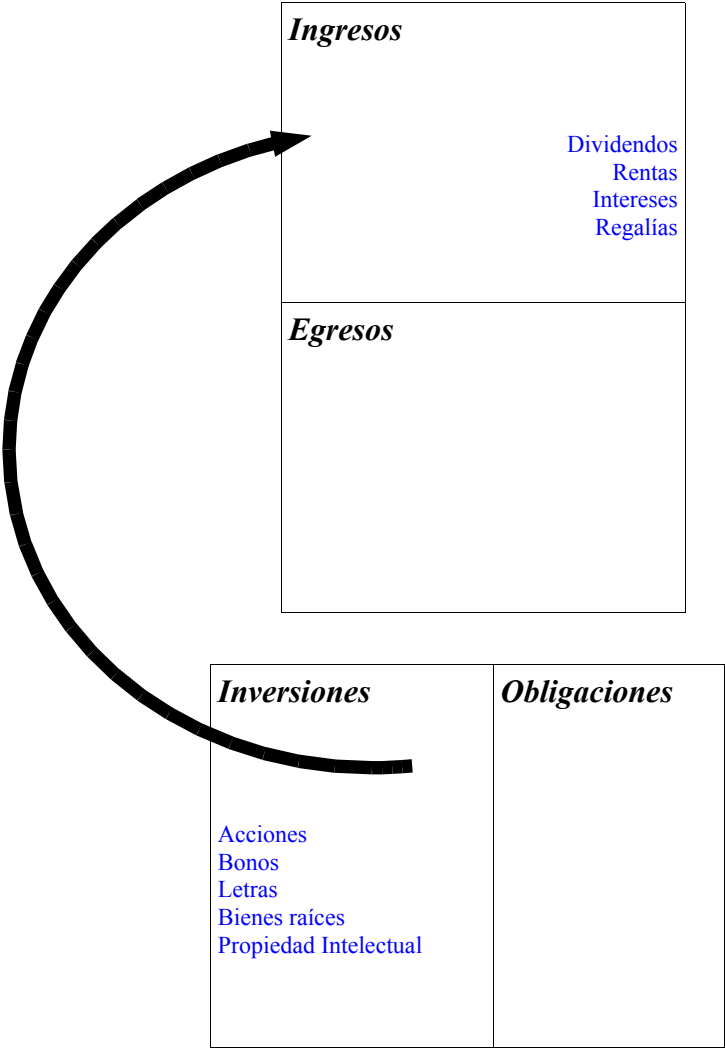 Ingresos
Dividendos
Rentas
Intereses
Regalías
Egresos
Inversiones
Acciones
Bonos
Letras
Bienes raíces
Propiedad Intelectual
Obligaciones